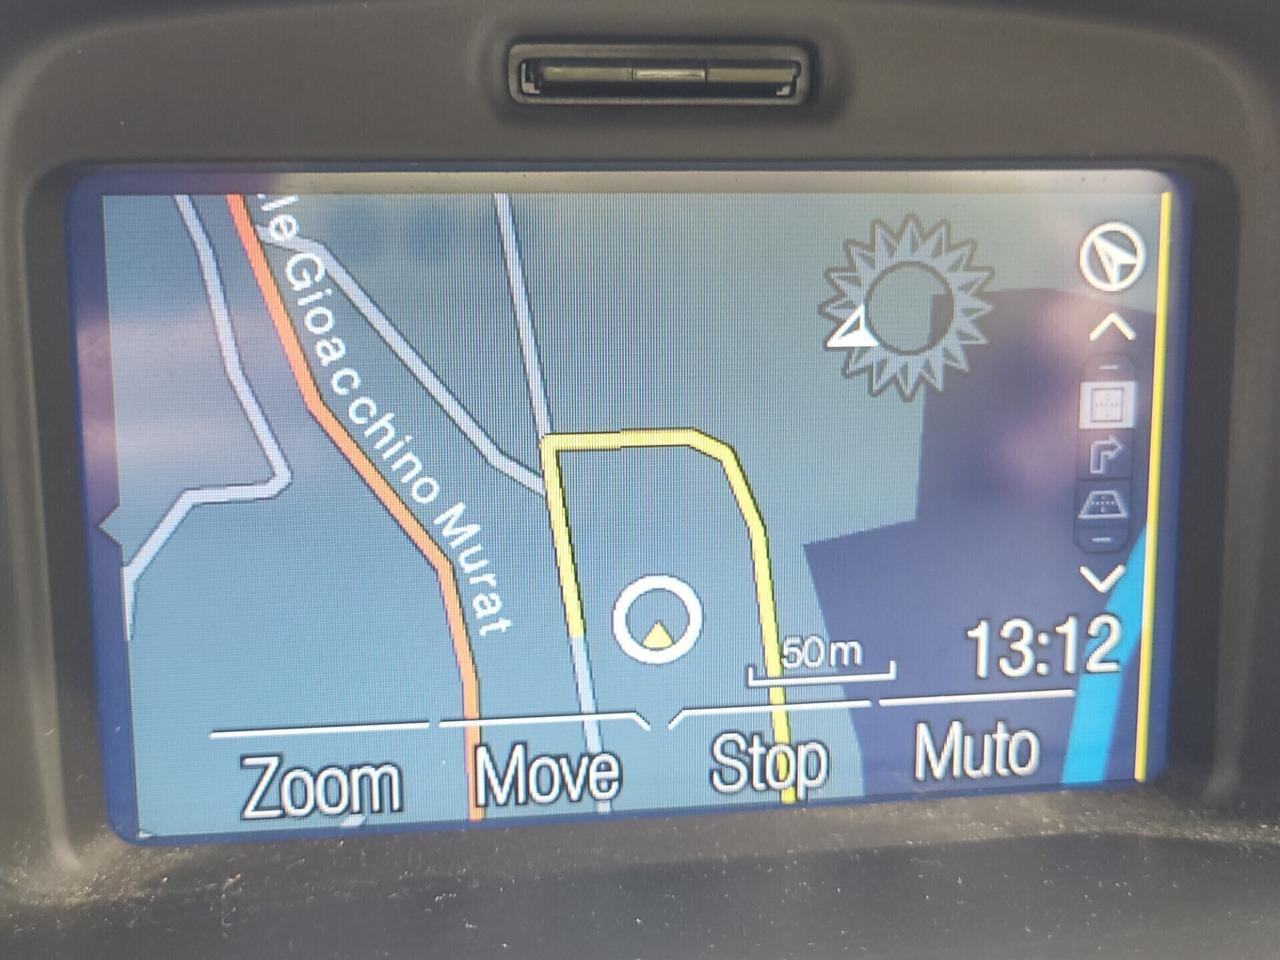 le Gioacchino Murat
50m
13:12
Zoom
Move
Stop
Muto